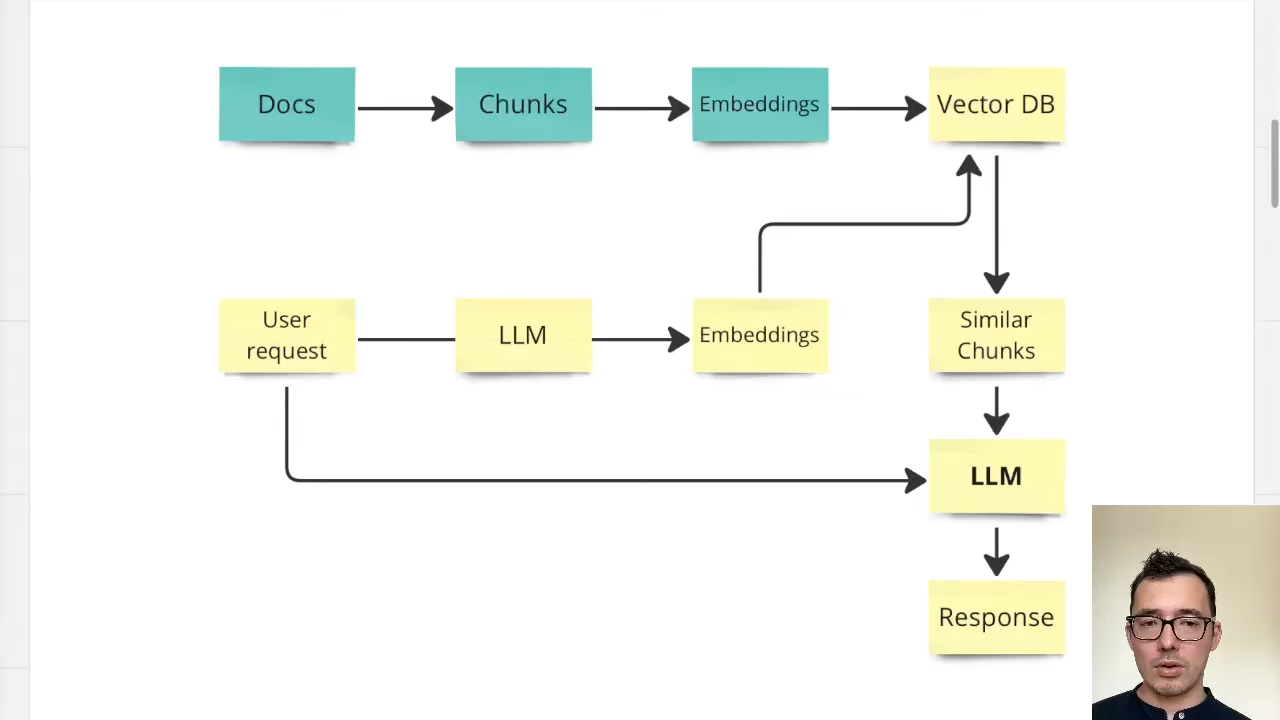 Docs
Chunks
Embeddings
Vector DB
User
request
LLM
Embeddings
Similar
Chunks
LLM
Response